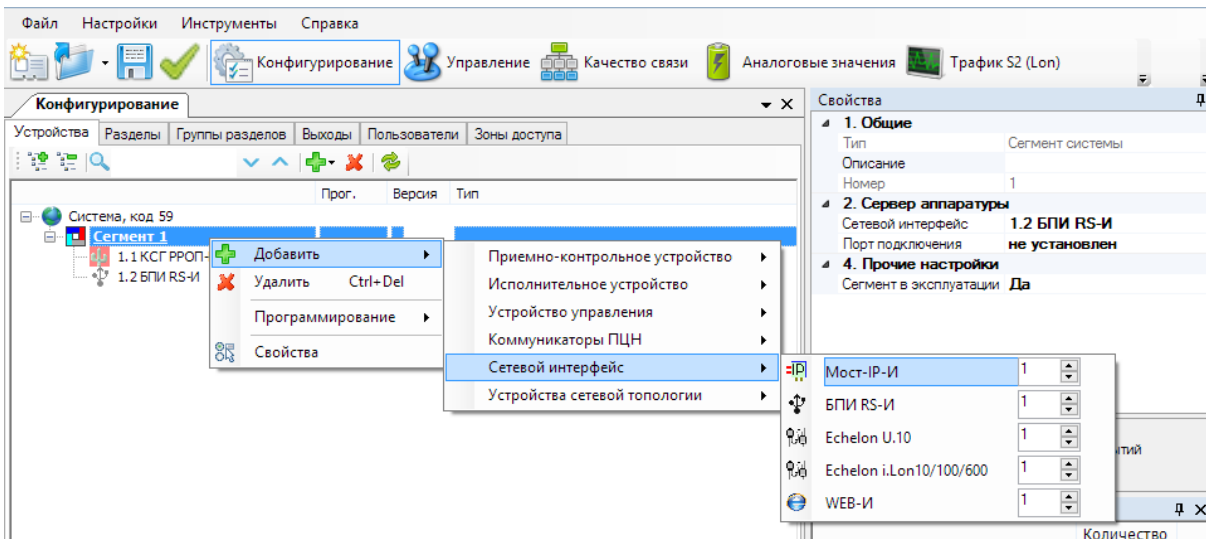 Файл Настройки Инструменты Справка
Конфигурирование Управление Качество связи Аналоговые значения Трафик S2 (Lon)
Конфигурирование
Свойства
Устройства Разделы Группы разделов Выходы Пользователи Зоны доступа
1. Общие
Тип Сегмент системы
Описание
Номер 1
2. Сервер аппаратуры
Сетевой интерфейс 1.2 БПИ RS-И
Порт подключения не установлен
4. Прочие настройки
Сегмент в эксплуатации Да
Прог. Версия Тип
Система, код 59
Сегмент 1
1.1 КСГ РРОП-
1.2 БПИ RS-И
Добавить
Удалить Ctrl+Del
Программирование
Свойства
Приемно-контрольное устройство
Исполнительное устройство
Устройство управления
Коммуникаторы ПЦН
Сетевой интерфейс
Устройства сетевой топологии
Мост-IP-И 1
БПИ RS-И 1
Echelon U.10 1
Echelon i.Lon10/100/600 1
WEB-И 1
ытий
Количество